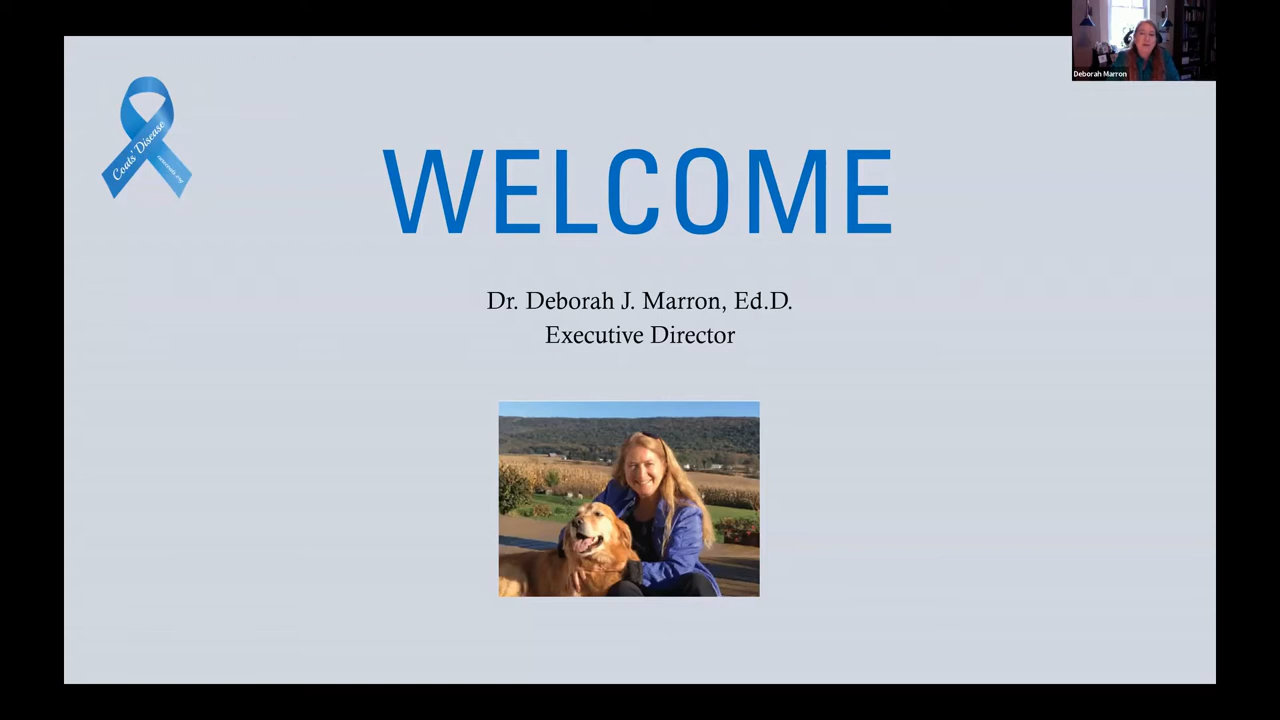 Coats' Disease
WELCOME
Dr. Deborah J. Marron, Ed.D.
Executive Director
Deborah Marron